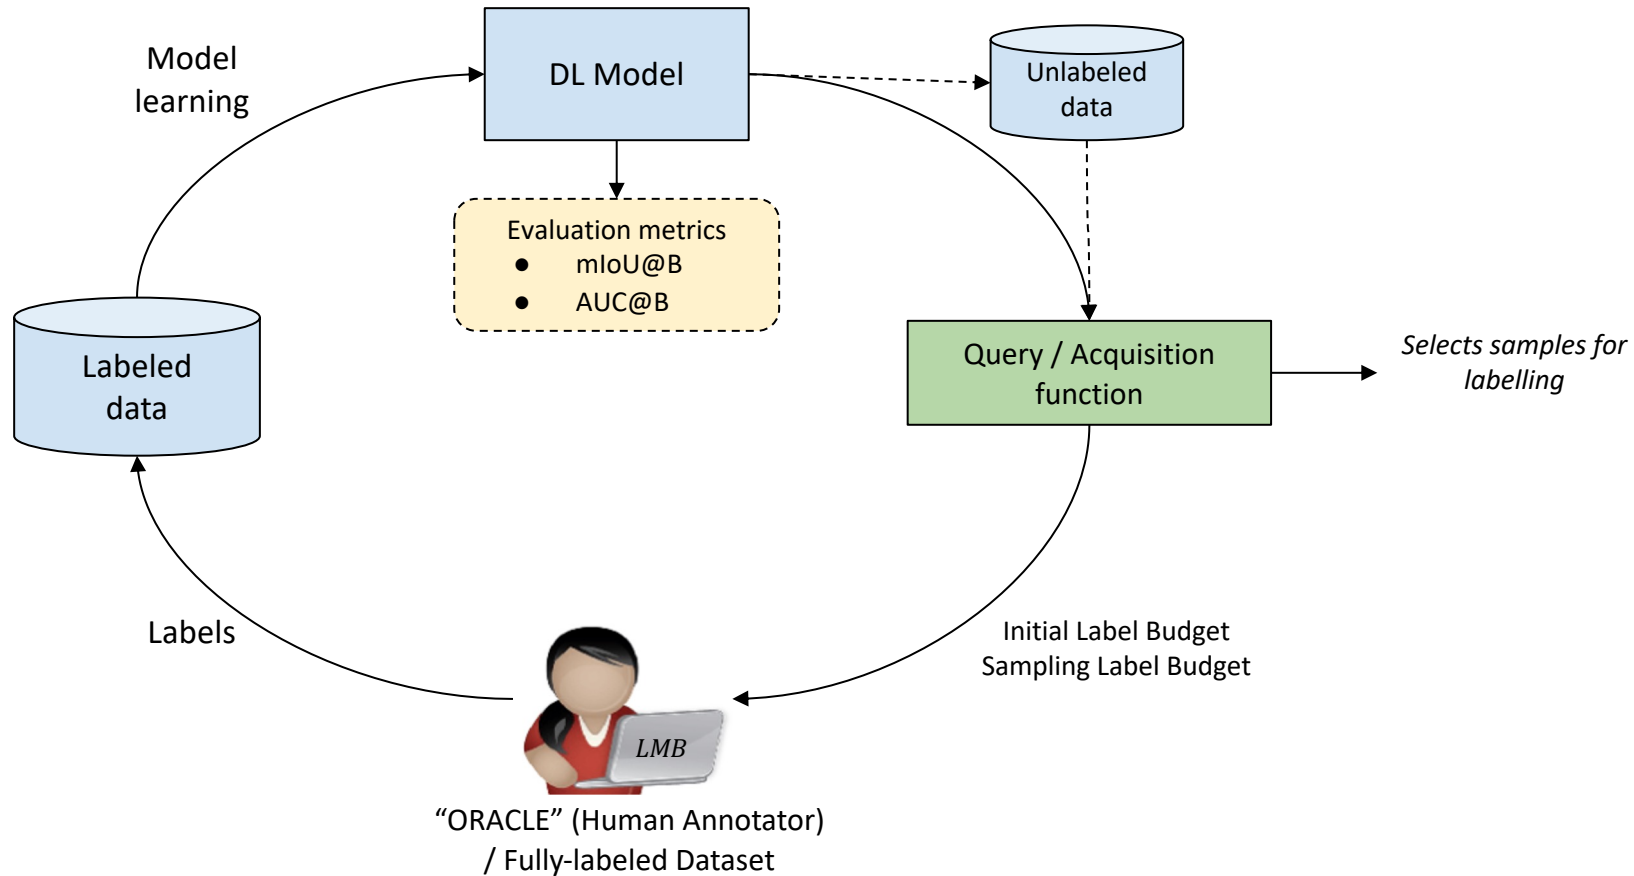 Model
learning
DL Model
Unlabeled
data
Evaluation metrics
● mIoU@B
● AUC@B
Labeled
data
Query / Acquisition
function
Selects samples for
labelling
Labels
Initial Label Budget
Sampling Label Budget
LMB
“ORACLE” (Human Annotator)
/ Fully-labeled Dataset